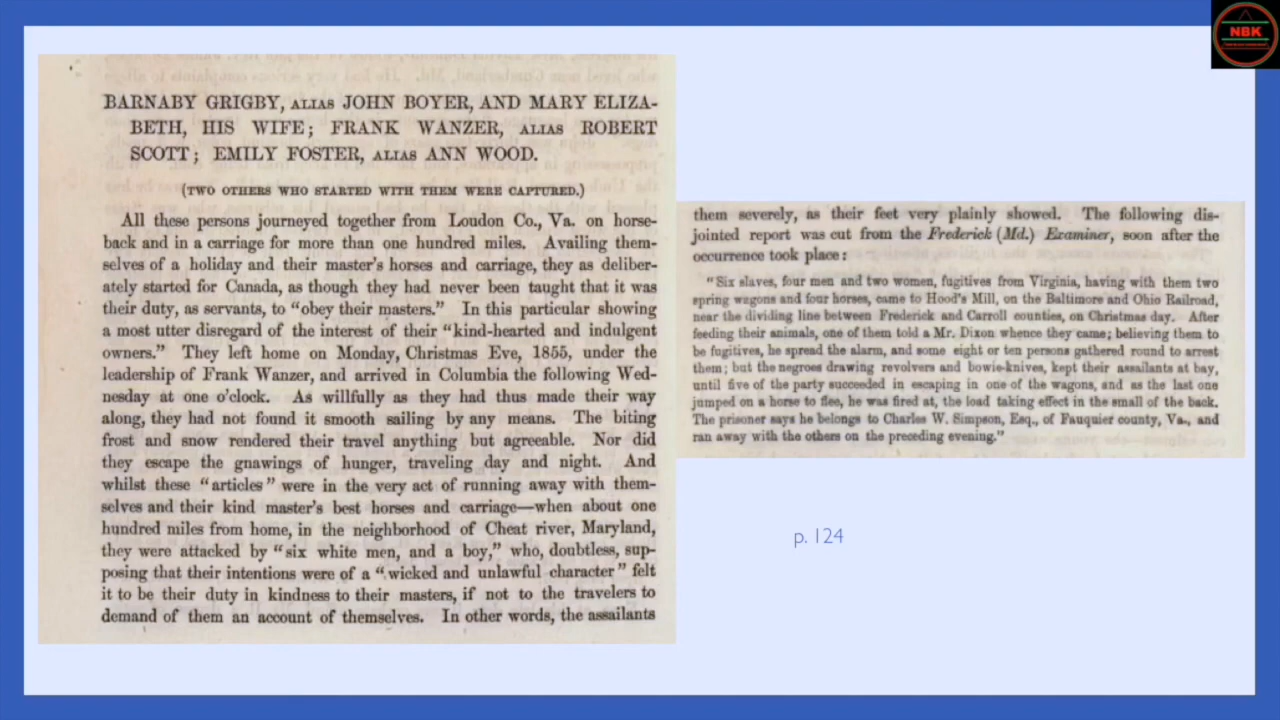 NBK
BARNABY GRIGBY, ALIAS JOHN BOYER, AND MARY ELIZA-
BETH, HIS WIFE; FRANK WANZER, ALIAS ROBERT
SCOTT; EMILY FOSTER, ALIAS ANN WOOD.
(TWO OTHERS WHO STARTED WITH THEM WERE CAPTURED.)
All these persons journeyed together from Loudon Co., Va. on horse-
back and in a carriage for more than one hundred miles. Availing them-
selves of a holiday and their master's horses and carriage, they as deliber-
ately started for Canada, as though they had never been taught that it was
their duty, as servants, to "obey their masters." In this particular showing
a most utter disregard of the interest of their "kind-hearted and indulgent
owners." They left home on Monday, Christmas Eve, 1855, under the
leadership of Frank Wanzer, and arrived in Columbia the following Wed-
nesday at one o'clock. As willfully as they had thus made their way
along, they had not found it smooth sailing by any means. The biting
frost and snow rendered their travel anything but agreeable. Nor did
they escape the gnawings of hunger, traveling day and night. And
whilst these "articles" were in the very act of running away with them-
selves and their kind master's best horses and carriage—when about one
hundred miles from home, in the neighborhood of Cheat river, Maryland,
they were attacked by "six white men, and a boy," who, doubtless, sup-
posing that their intentions were of a "wicked and unlawful character" felt
it to be their duty in kindness to their masters, if not to the travelers to
demand of them an account of themselves. In other words, the assailants
them severely, as their feet very plainly showed. The following dis-
jointed report was cut from the Frederick (Md.) Examiner, soon after the
occurrence took place:
"Six slaves, four men and two women, fugitives from Virginia, having with them two
spring wagons and four horses, came to Hood's Mill, on the Baltimore and Ohio Railroad,
near the dividing line between Frederick and Carroll counties, on Christmas day. After
feeding their animals, one of them told a Mr. Dixon whence they came; believing them to
be fugitives, he spread the alarm, and some eight or ten persons gathered round to arrest
them; but the negroes drawing revolvers and bowie-knives, kept their assailants at bay,
until five of the party succeeded in escaping in one of the wagons, and as the last one
jumped on a horse to flee, he was fired at, the load taking effect in the small of the back.
The prisoner says he belongs to Charles W. Simpson, Esq., of Fauquier county, Va., and
ran away with the others on the preceding evening."
p. 124